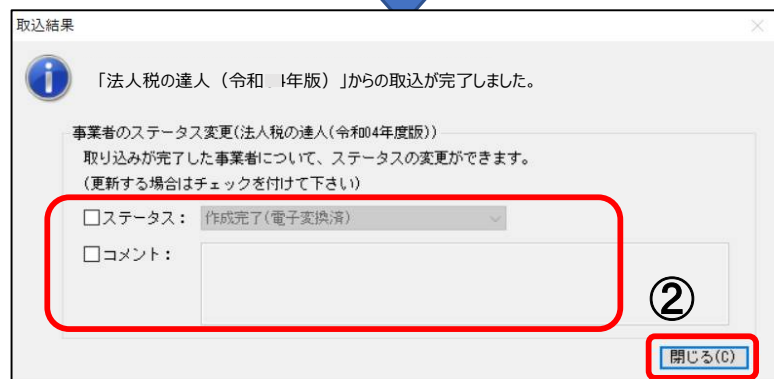 取込結果
「法人税の達人（令和 4年版）」からの取込が完了しました。
事業者のステータス変更(法人税の達人(令和04年度版))
取り込みが完了した事業者について、ステータスの変更ができます。
(更新する場合はチェックを付けて下さい)
ステータス： 作成完了(電子変換済)
コメント：
②
閉じる(C)